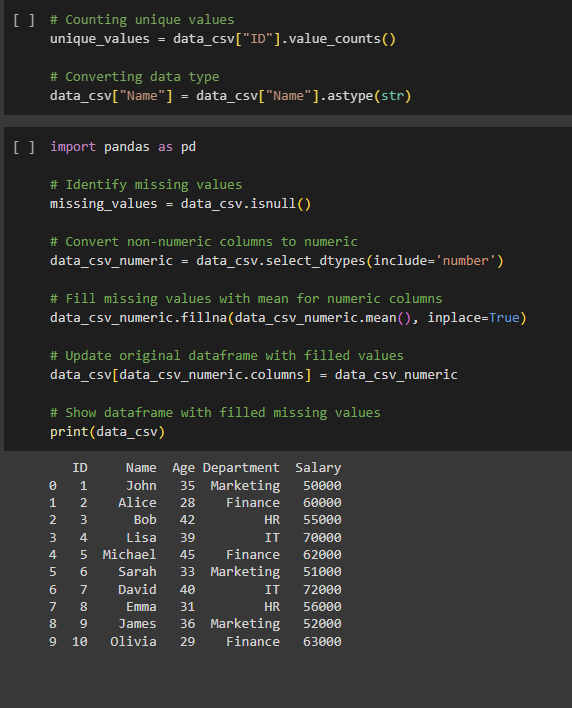 [ ] # Counting unique values
unique_values = data_csv["ID"].value_counts()
# Converting data type
data_csv["Name"] = data_csv["Name"].astype(str)
[ ] import pandas as pd
# Identify missing values
missing_values = data_csv.isnull()
# Convert non-numeric columns to numeric
data_csv_numeric = data_csv.select_dtypes(include='number')
# Fill missing values with mean for numeric columns
data_csv_numeric.fillna(data_csv_numeric.mean(), inplace=True)
# Update original dataframe with filled values
data_csv[data_csv_numeric.columns] = data_csv_numeric
# Show dataframe with filled missing values
print(data_csv)
ID Name Age Department Salary
0 1 John 35 Marketing 50000
1 2 Alice 28 Finance 60000
2 3 Bob 42 HR 55000
3 4 Lisa 39 IT 70000
4 5 Michael 45 Finance 62000
5 6 Sarah 33 Marketing 51000
6 7 David 40 IT 72000
7 8 Emma 31 HR 56000
8 9 James 36 Marketing 52000
9 10 Olivia 29 Finance 63000